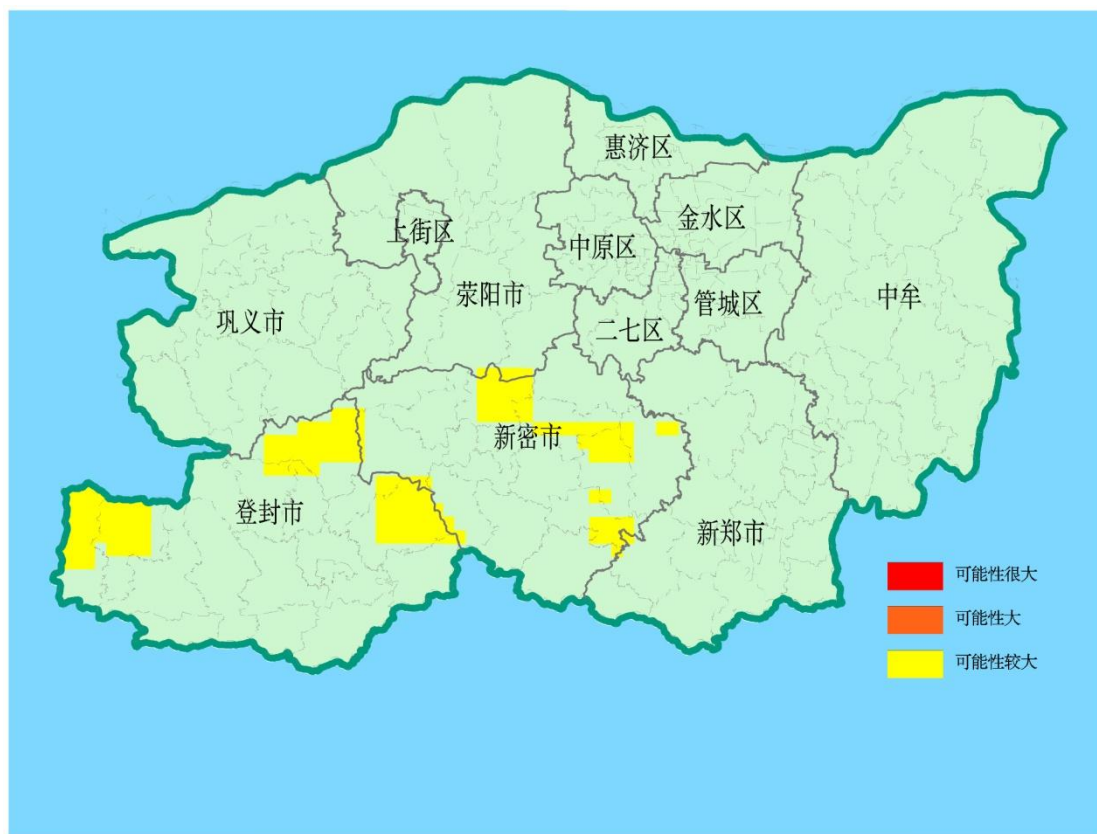 惠济区
金水区
上街区
中原区
荥阳市
管城区
中牟
巩义市
二七区
新密市
登封市
新郑市
可能性很大
可能性大
可能性较大